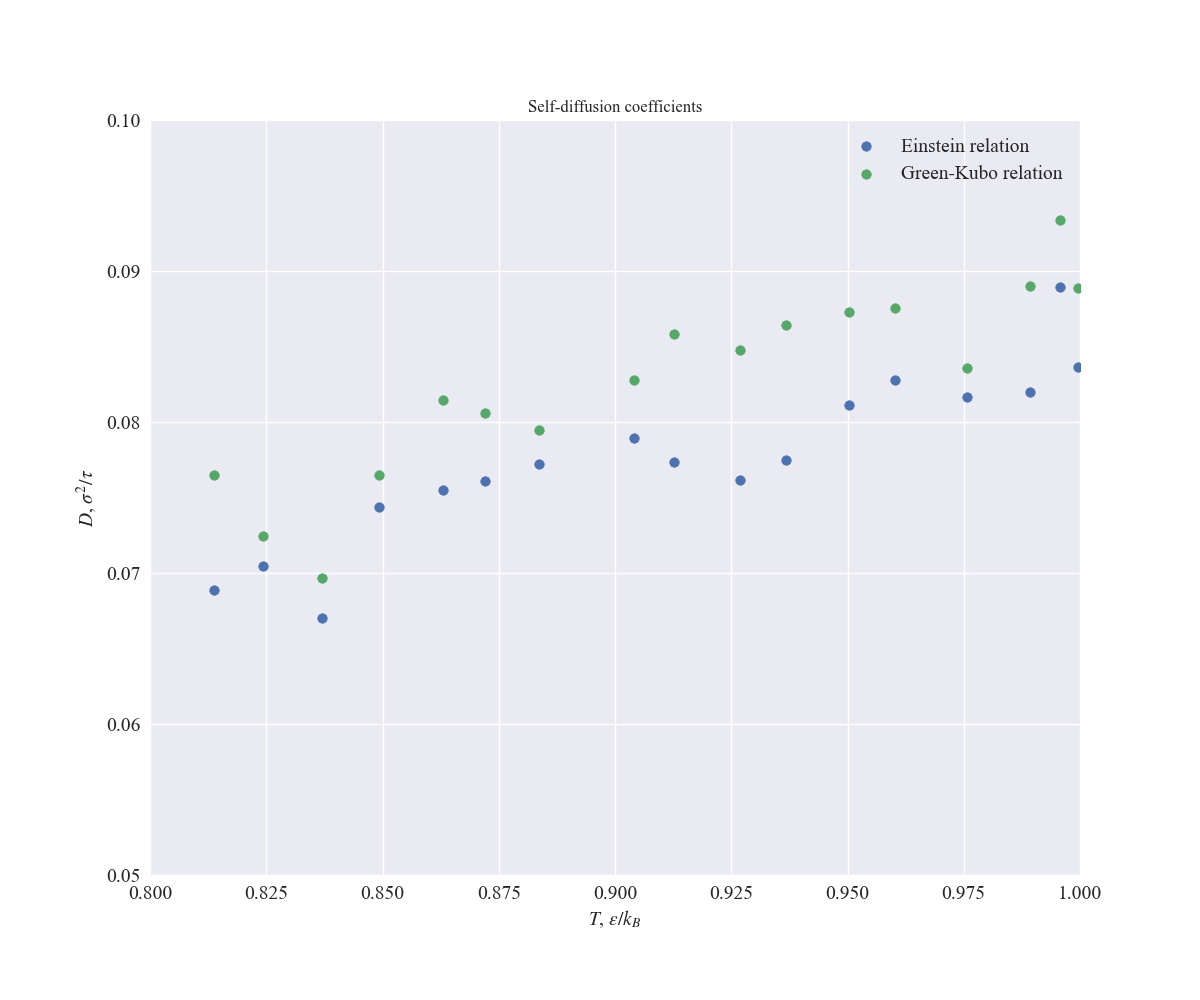 Self-diffusion coefficients
Einstein relation
Green-Kubo relation
0.10
0.09
0.08
0.07
0.06
0.05
D, σ²/τ
0.800 0.825 0.850 0.875 0.900 0.925 0.950 0.975 1.000
T, ε/k_B